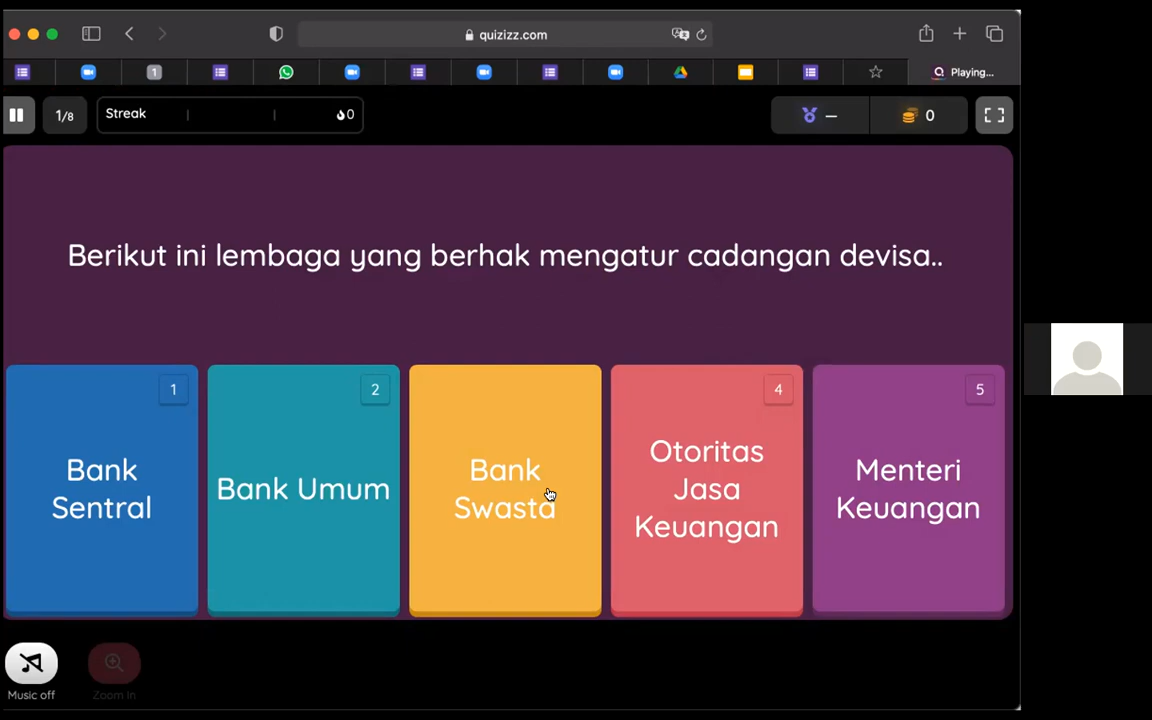 quizizz.com
1
Playing...
1/8
Streak
0
—
0
Berikut ini lembaga yang berhak mengatur cadangan devisa..
1
Bank
Sentral
2
Bank Umum
Bank
Swasta
4
Otoritas
Jasa
Keuangan
5
Menteri
Keuangan
Music off
Zoom In